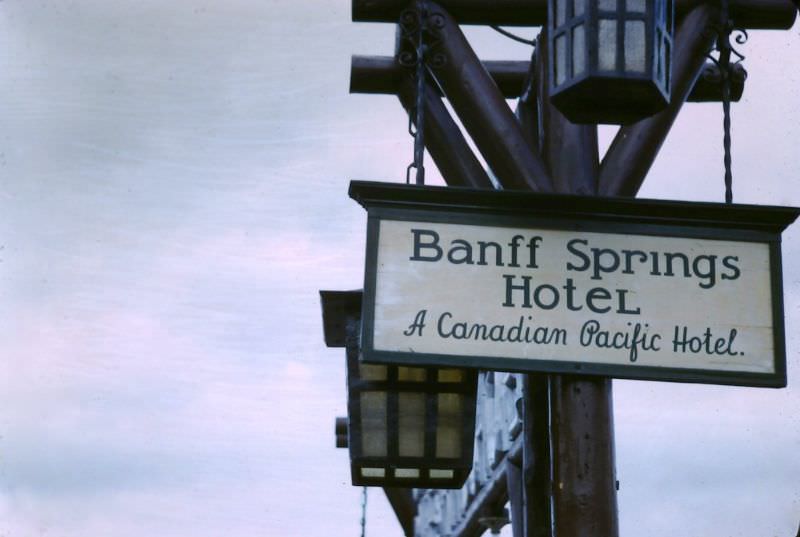 Banff Springs
Hotel
A Canadian Pacific Hotel.